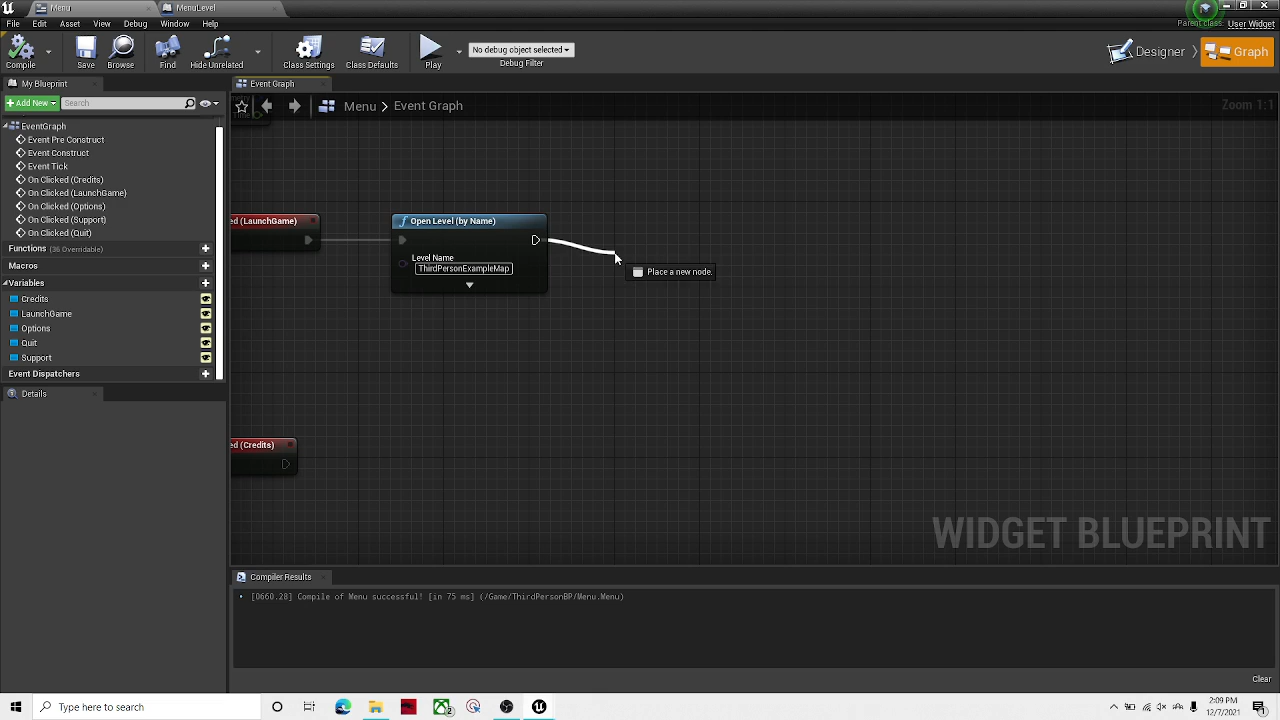 Menu
MenuLevel
Parent class:
File Edit Asset View Debug Window Help
User Widget
Compile
Save
Browse
Find
Hide Unrelated
Class Settings
Class Defaults
Play
No debug object selected
Debug Filter
Designer
Graph
My Blueprint
Event Graph
Add New
Search
Menu > Event Graph
Zoom 1:1
Time
EventGraph
Event Pre Construct
Event Construct
Event Tick
On Clicked (Credits)
On Clicked (LaunchGame)
On Clicked (Options)
On Clicked (Support)
On Clicked (Quit)
Functions (36 Overridable)
Macros
Variables
Credits
LaunchGame
Options
Quit
Support
Event Dispatchers
Details
ed (LaunchGame)
f Open Level (by Name)
Level Name
ThirdPersonExampleMap
Place a new node.
ed (Credits)
WIDGET BLUEPRINT
Compiler Results
[0660.28] Compile of Menu successful! [in 75 ms] (/Game/ThirdPersonBP/Menu.Menu)
Clear
Type here to search
2:09 PM
12/7/2021